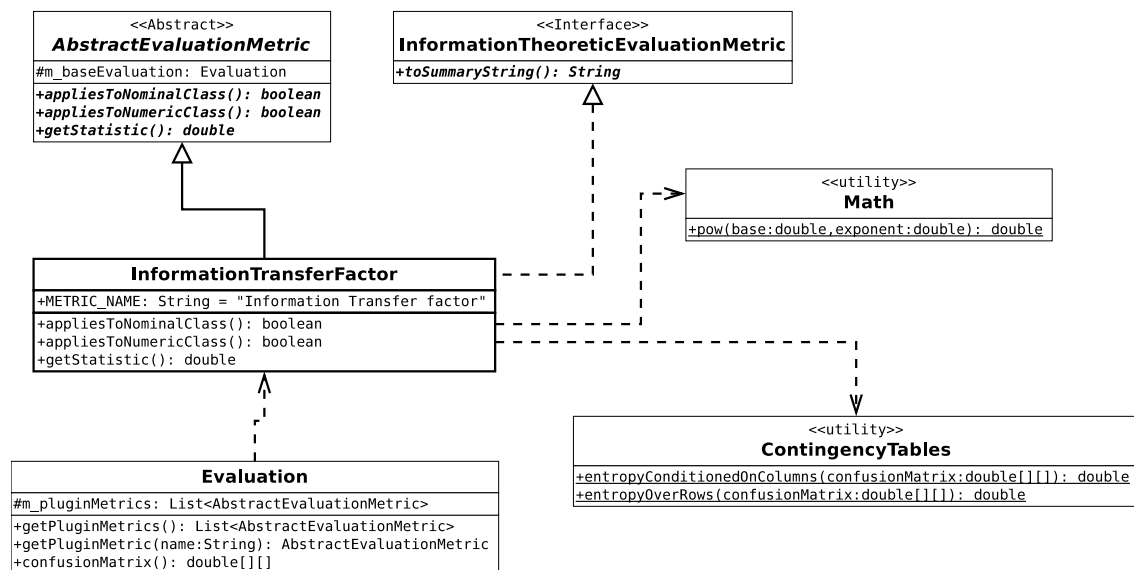 <<Abstract>>
AbstractEvaluationMetric
#m_baseEvaluation: Evaluation
+appliesToNominalClass(): boolean
+appliesToNumericClass(): boolean
+getStatistic(): double
<<Interface>>
InformationTheoreticEvaluationMetric
+toSummaryString(): String
<<utility>>
Math
+pow(base:double,exponent:double): double
InformationTransferFactor
+METRIC_NAME: String = "Information Transfer factor"
+appliesToNominalClass(): boolean
+appliesToNumericClass(): boolean
+getStatistic(): double
<<utility>>
ContingencyTables
+entropyConditionedOnColumns(confusionMatrix:double[][]): double
+entropyOverRows(confusionMatrix:double[][]): double
Evaluation
#m_pluginMetrics: List<AbstractEvaluationMetric>
+getPluginMetrics(): List<AbstractEvaluationMetric>
+getPluginMetric(name:String): AbstractEvaluationMetric
+confusionMatrix(): double[][]